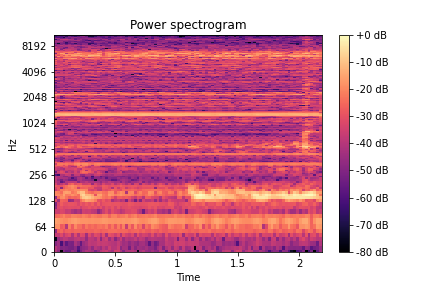 Power spectrogram
8192
4096
2048
1024
512
256
128
64
0
Hz
0
0.5
1
1.5
2
Time
+0 dB
-10 dB
-20 dB
-30 dB
-40 dB
-50 dB
-60 dB
-70 dB
-80 dB